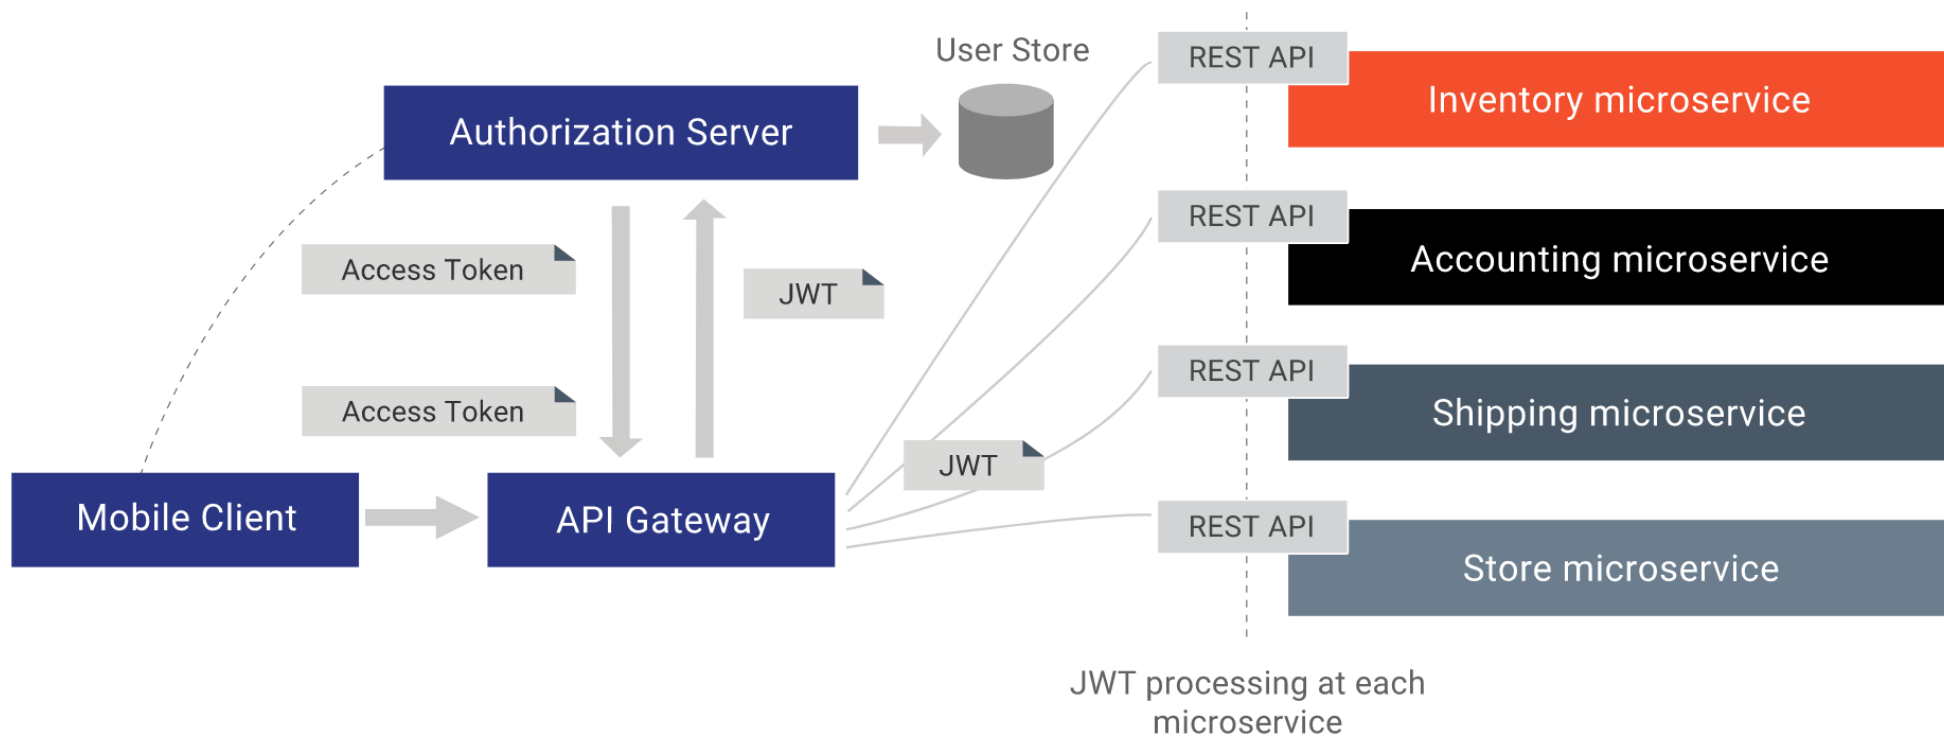 User Store
Authorization Server
Access Token
JWT
Access Token
JWT
Mobile Client
API Gateway
REST API
Inventory microservice
REST API
Accounting microservice
REST API
Shipping microservice
REST API
Store microservice
JWT processing at each
microservice